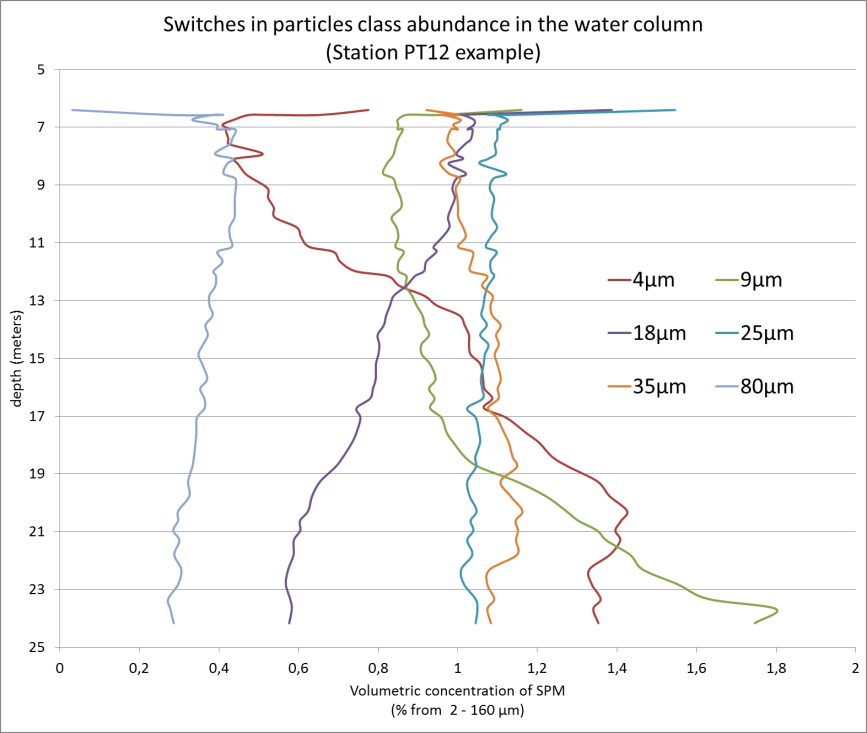 Switches in particles class abundance in the water column
(Station PT12 example)
5
7
9
11
13
15
17
19
21
23
25
depth (meters)
4µm
9µm
18µm
25µm
35µm
80µm
0
0,2
0,4
0,6
0,8
1
1,2
1,4
1,6
1,8
2
Volumetric concentration of SPM
(% from 2 - 160 µm)